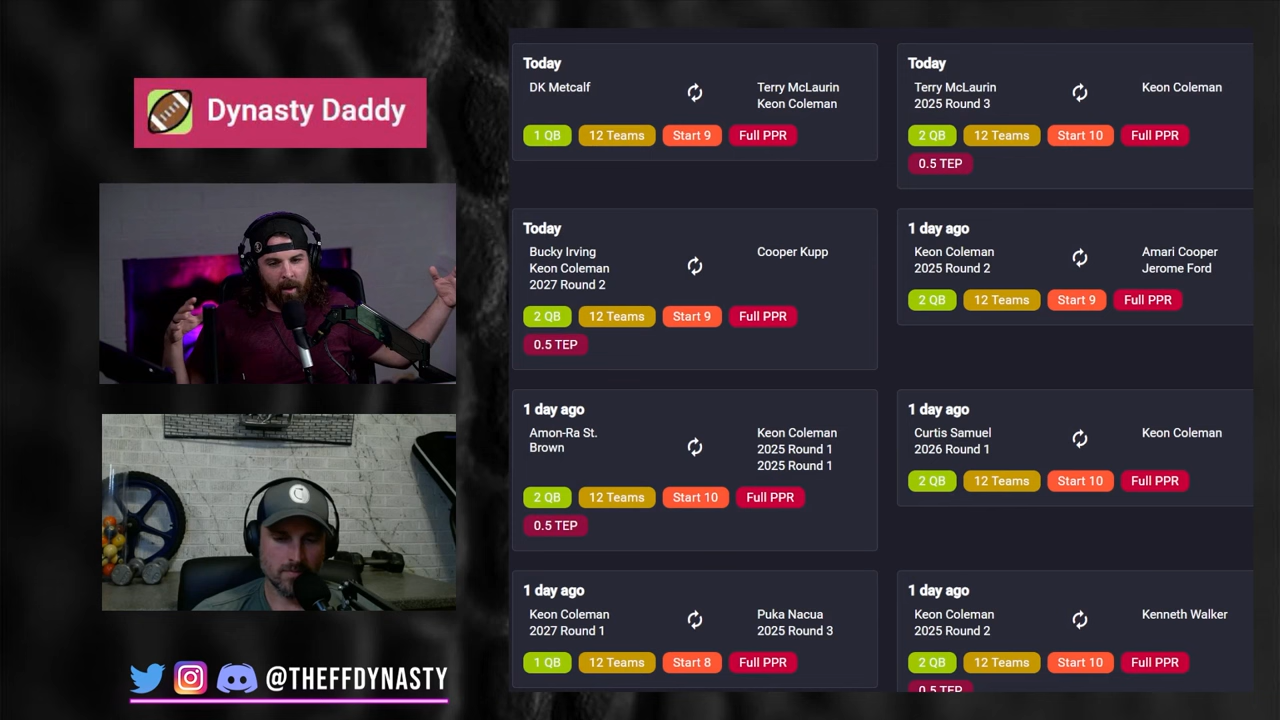 Dynasty Daddy
@THEFFDYNASTY
Today
DK Metcalf
Terry McLaurin
Keon Coleman
1 QB 12 Teams Start 9 Full PPR
Today
Terry McLaurin
2025 Round 3
Keon Coleman
2 QB 12 Teams Start 10 Full PPR
0.5 TEP
Today
Bucky Irving
Keon Coleman
2027 Round 2
Cooper Kupp
2 QB 12 Teams Start 9 Full PPR
0.5 TEP
1 day ago
Keon Coleman
2025 Round 2
Amari Cooper
Jerome Ford
2 QB 12 Teams Start 9 Full PPR
1 day ago
Amon-Ra St.
Brown
Keon Coleman
2025 Round 1
2025 Round 1
2 QB 12 Teams Start 10 Full PPR
0.5 TEP
1 day ago
Curtis Samuel
2026 Round 1
Keon Coleman
2 QB 12 Teams Start 10 Full PPR
1 day ago
Keon Coleman
2027 Round 1
Puka Nacua
2025 Round 3
1 QB 12 Teams Start 8 Full PPR
1 day ago
Keon Coleman
2025 Round 2
Kenneth Walker
2 QB 12 Teams Start 10 Full PPR
0.5 TEP